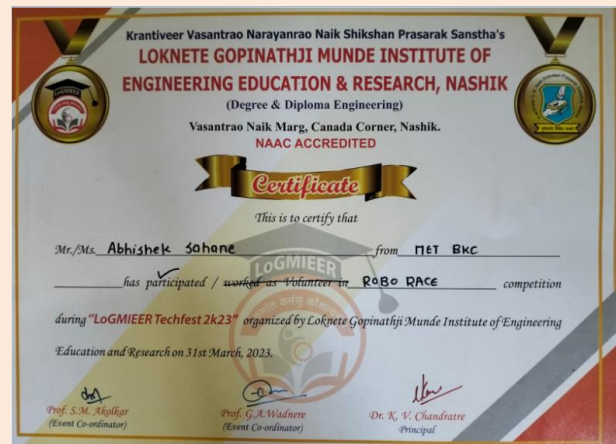 Krantiveer Vasantrao Narayanrao Naik Shikshan Prasarak Sanstha's
LOKNETE GOPINATHJI MUNDE INSTITUTE OF
ENGINEERING EDUCATION & RESEARCH, NASHIK
(Degree & Diploma Engineering)
Vasantrao Naik Marg, Canada Corner, Nashik.
NAAC ACCREDITED
LoGMIEER
Certificate
This is to certify that
Mr./Ms. Abhishek Sahane from MET BKC
has participated / worked as Volunteer in ROBO RACE competition
LOGMIEER
during "LoGMIEER Techfest 2k23" organized by Loknete Gopinathji Munde Institute of Engineering
Education and Research on 31st March, 2023.
Prof. S.M. Akolkar
(Event Co-ordinator)
Prof. G.A.Wadnere
(Event Co-ordinator)
Dr. K. V. Chandratre
Principal